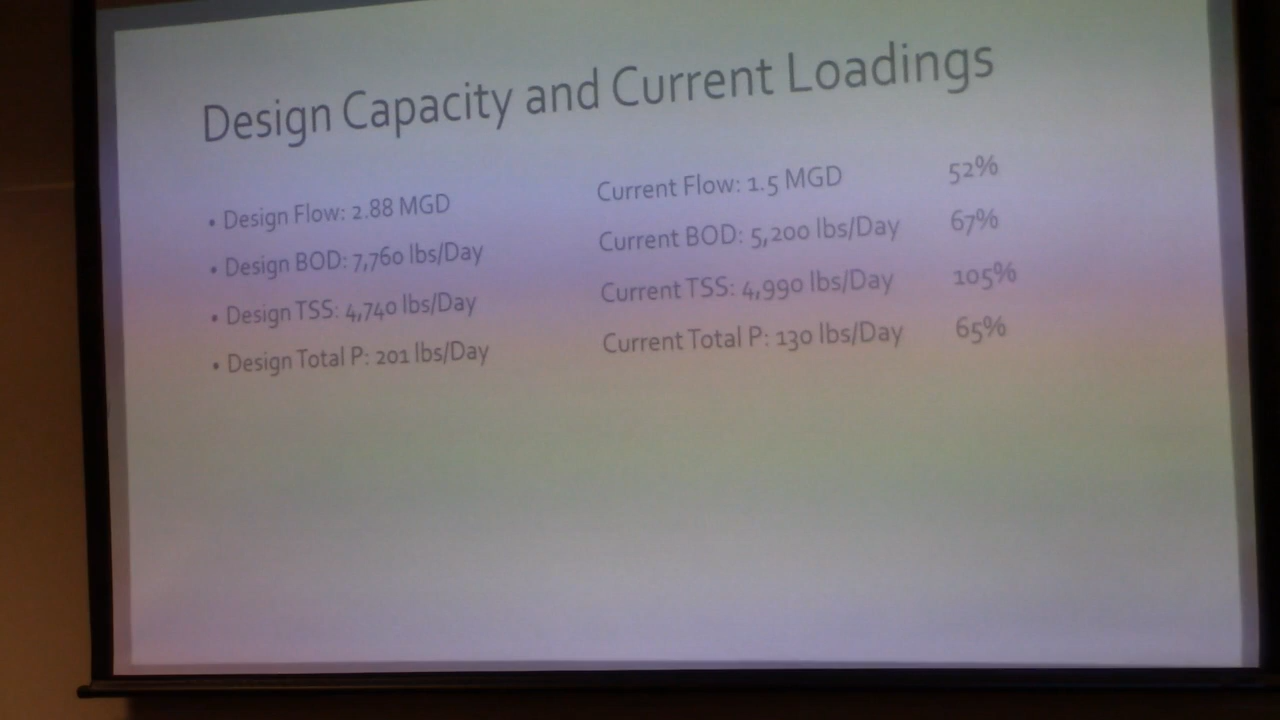 Design Capacity and Current Loadings
• Design Flow: 2.88 MGD Current Flow: 1.5 MGD 52%
• Design BOD: 7,760 lbs/Day Current BOD: 5,200 lbs/Day 67%
• Design TSS: 4,740 lbs/Day Current TSS: 4,990 lbs/Day 105%
• Design Total P: 201 lbs/Day Current Total P: 130 lbs/Day 65%